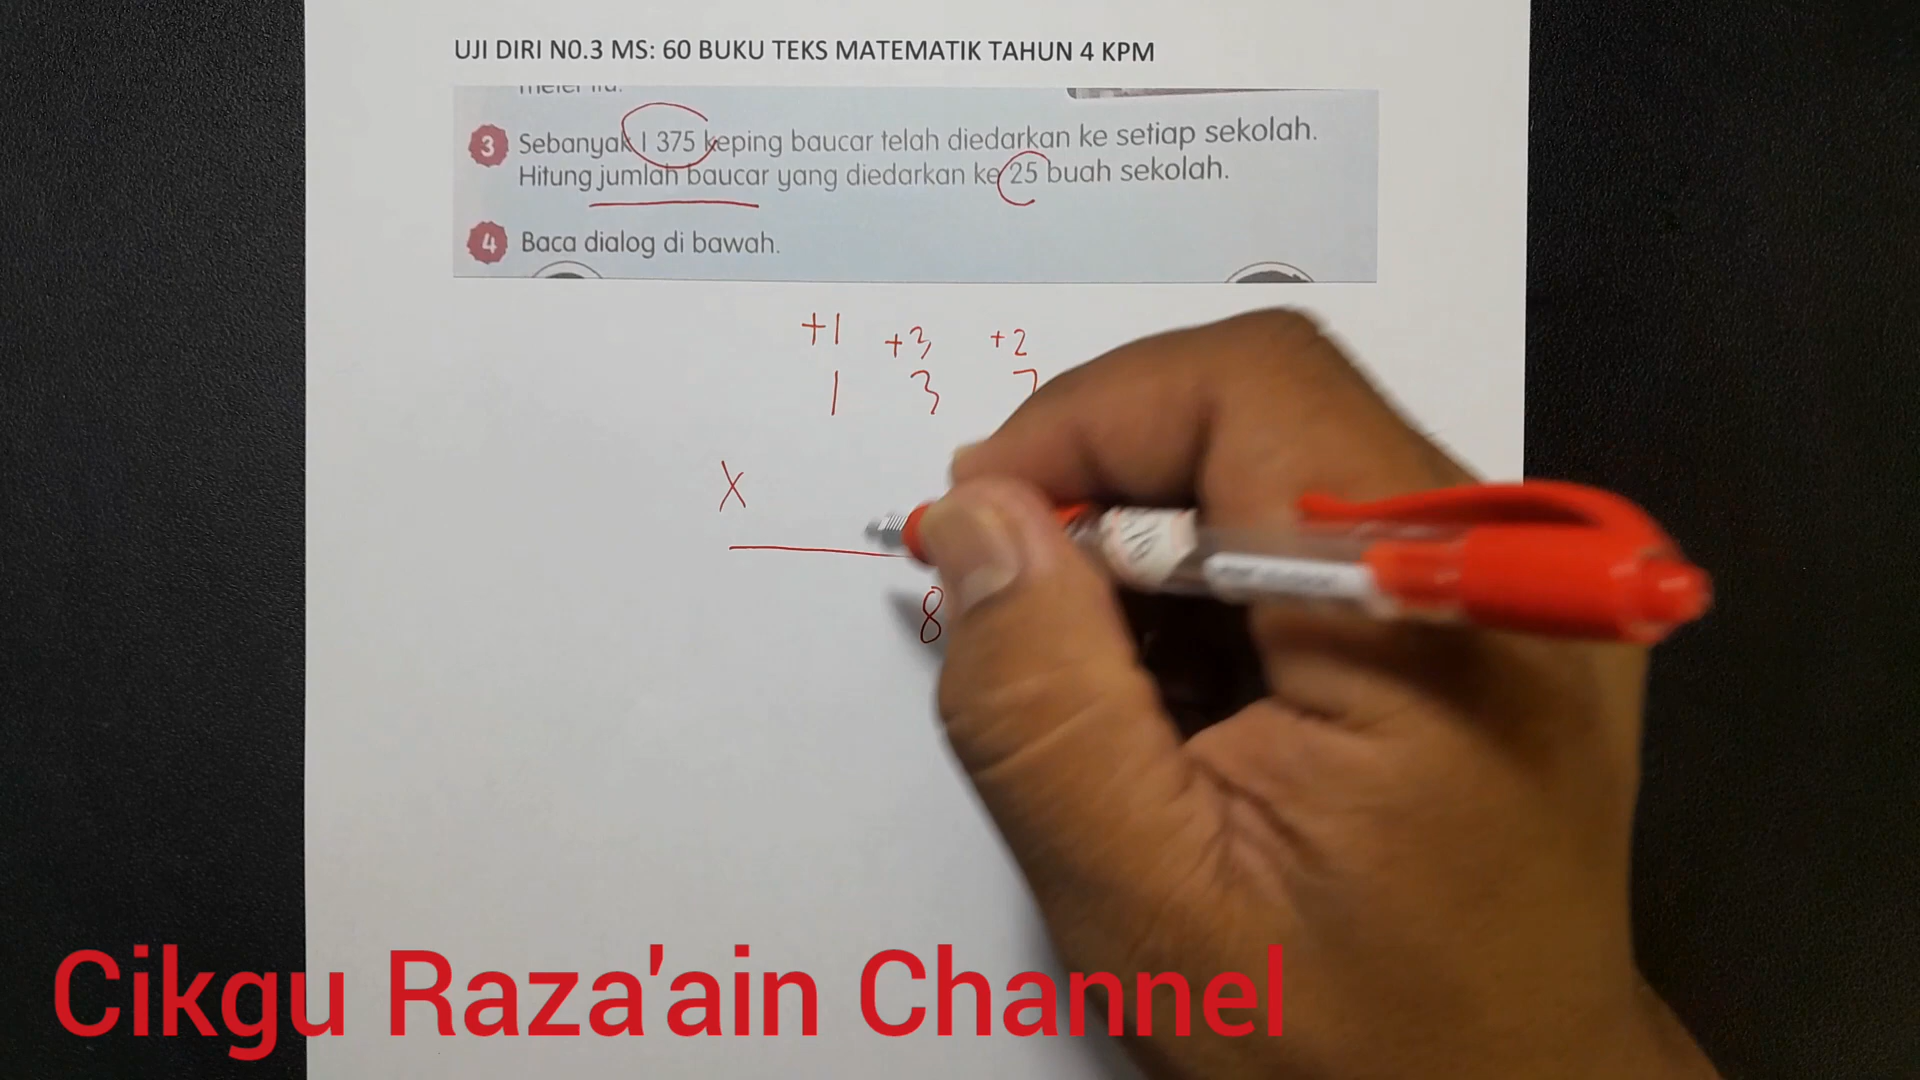 UJI DIRI NO.3 MS: 60 BUKU TEKS MATEMATIK TAHUN 4 KPM
3 Sebanyak 1 375 keping baucar telah diedarkan ke setiap sekolah.
Hitung jumlah baucar yang diedarkan ke 25 buah sekolah.
4 Baca dialog di bawah.
+1 +3 +2
1 3 7
X
8
Cikgu Raza'ain Channel